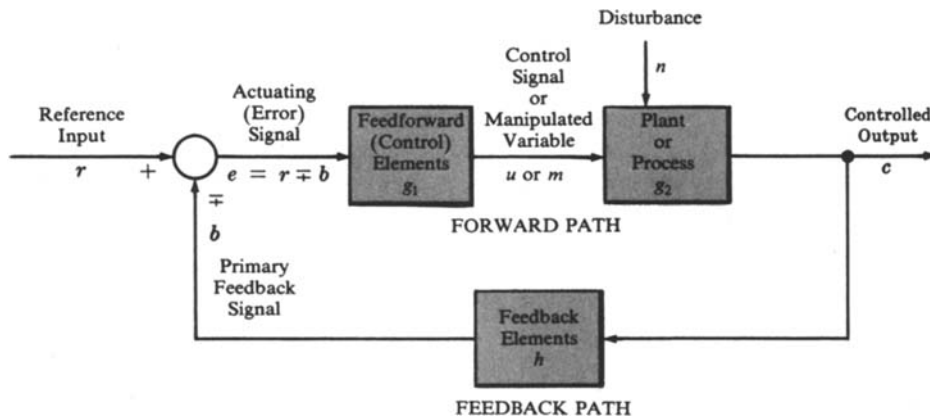 Disturbance
n
Control
Signal
or
Manipulated
Variable
u or m
Actuating
(Error)
Signal
e = r ∓ b
Reference
Input
r
+
∓
b
Feedforward
(Control)
Elements
g₁
Plant
or
Process
g₂
Controlled
Output
c
FORWARD PATH
Primary
Feedback
Signal
Feedback
Elements
h
FEEDBACK PATH